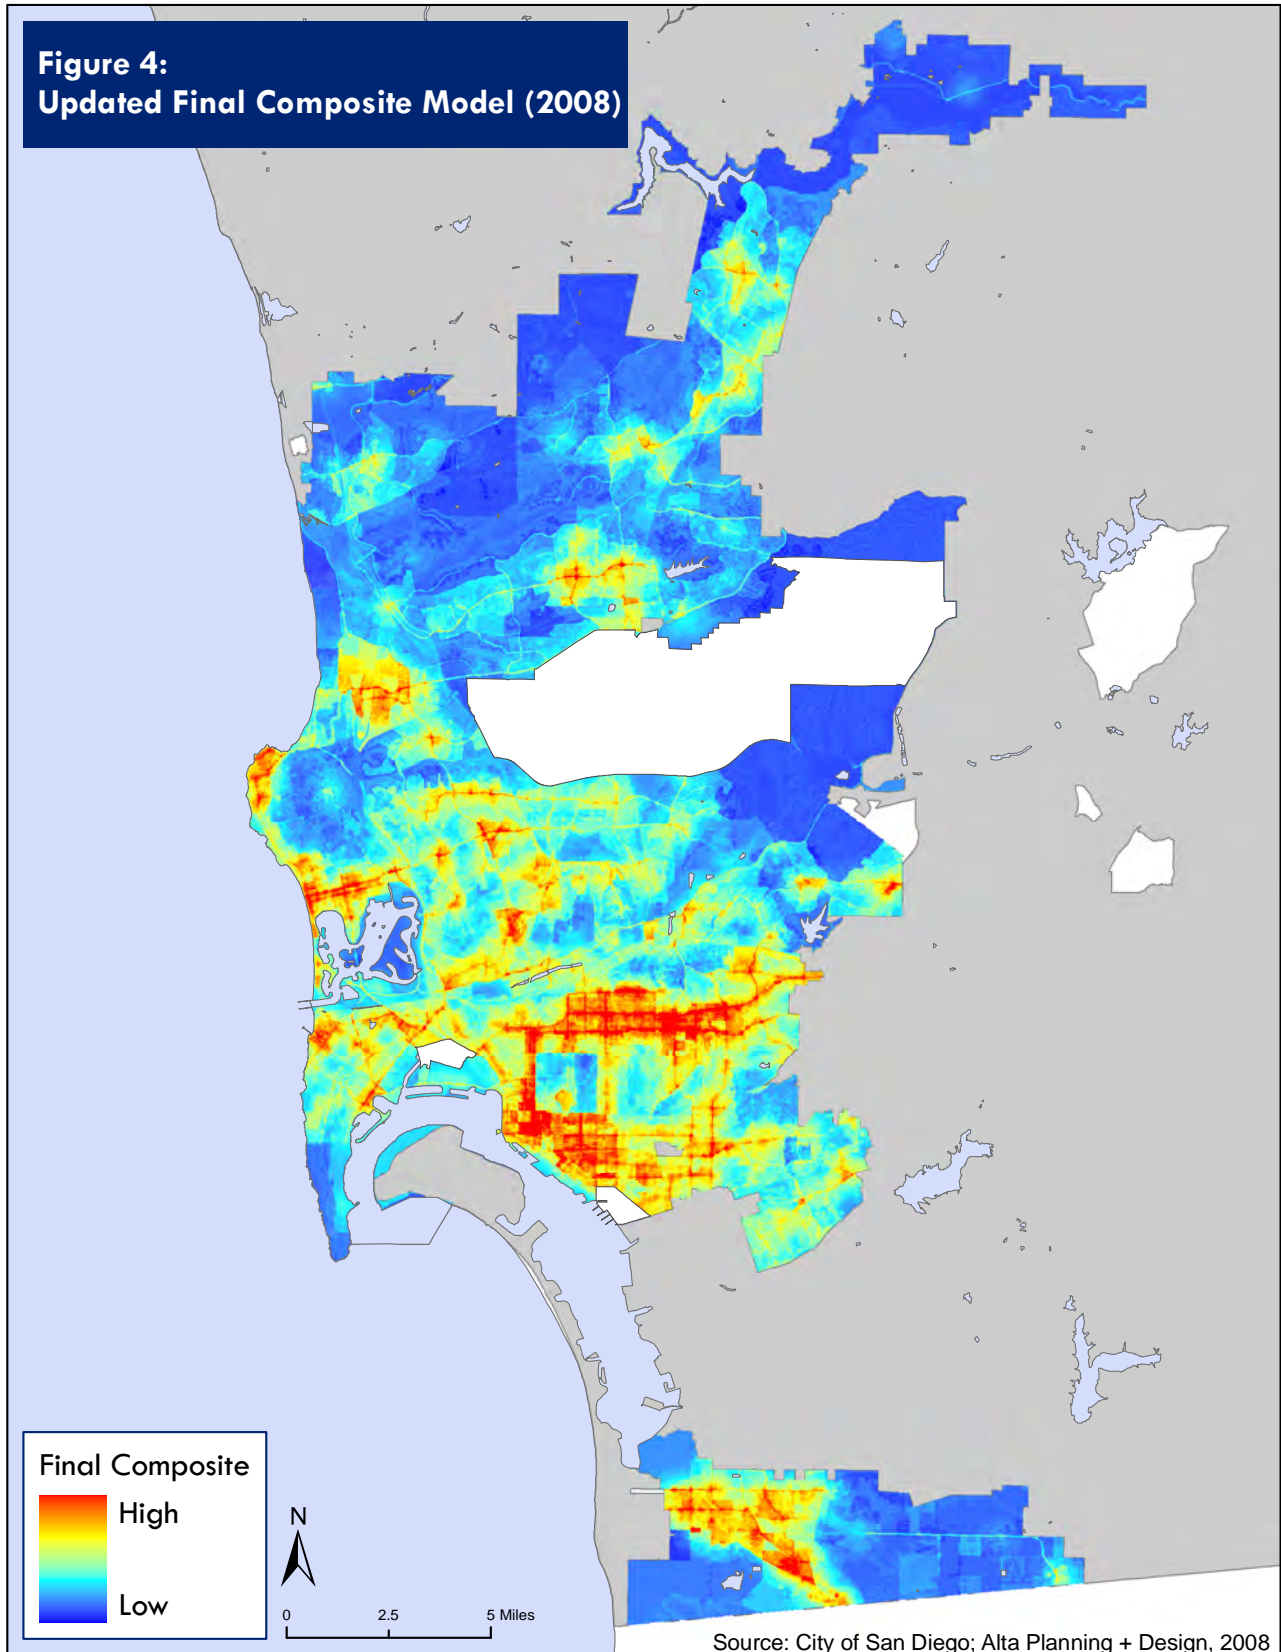 Figure 4:
Updated Final Composite Model (2008)
Final Composite
High
Low
N
0 2.5 5 Miles
Source: City of San Diego; Alta Planning + Design, 2008